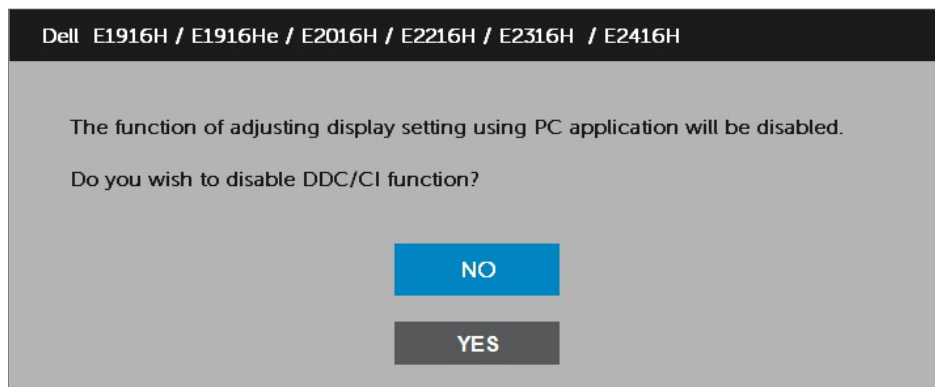 Dell E1916H / E1916He / E2016H / E2216H / E2316H / E2416H
The function of adjusting display setting using PC application will be disabled.
Do you wish to disable DDC/CI function?
NO
YES